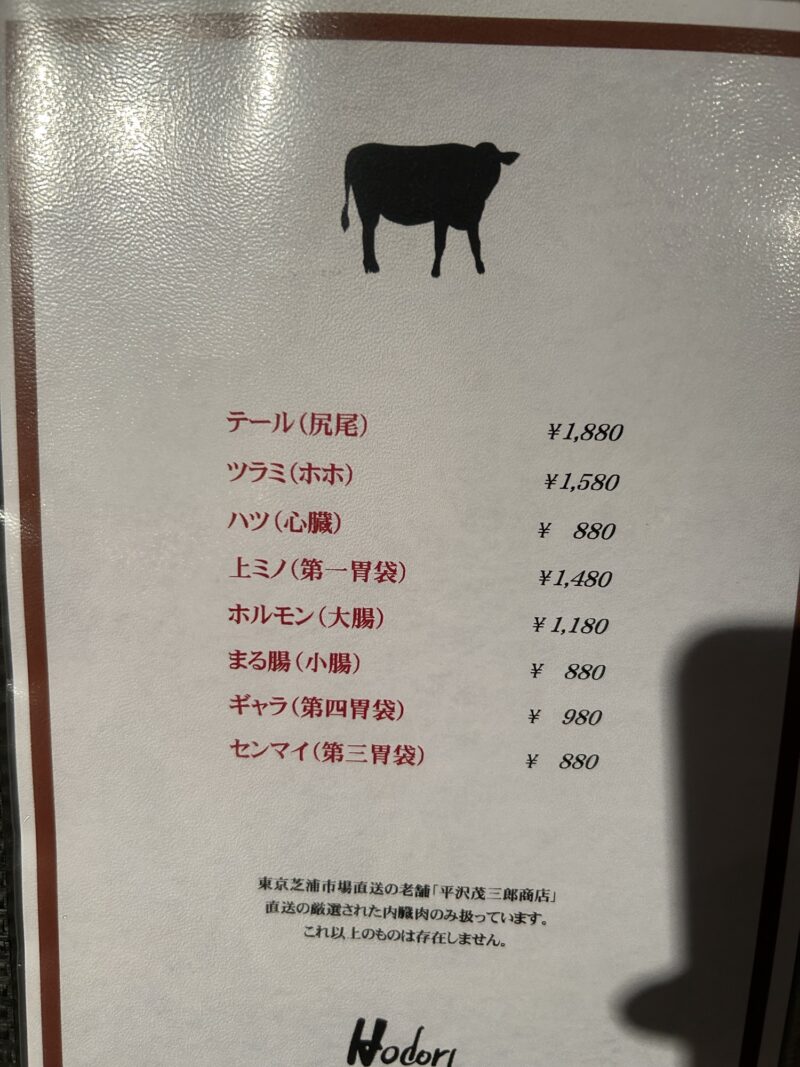 テール(尻尾) ¥1,880
ツラミ(ホホ) ¥1,580
ハツ(心臓) ¥ 880
上ミノ(第一胃袋) ¥1,480
ホルモン(大腸) ¥1,180
まる腸(小腸) ¥ 880
ギャラ(第四胃袋) ¥ 980
センマイ(第三胃袋) ¥ 880
東京芝浦市場直送の老舗「平沢茂三郎商店」
直送の厳選された内臓肉のみ扱っています。
これ以上のものは存在しません。
Hodori